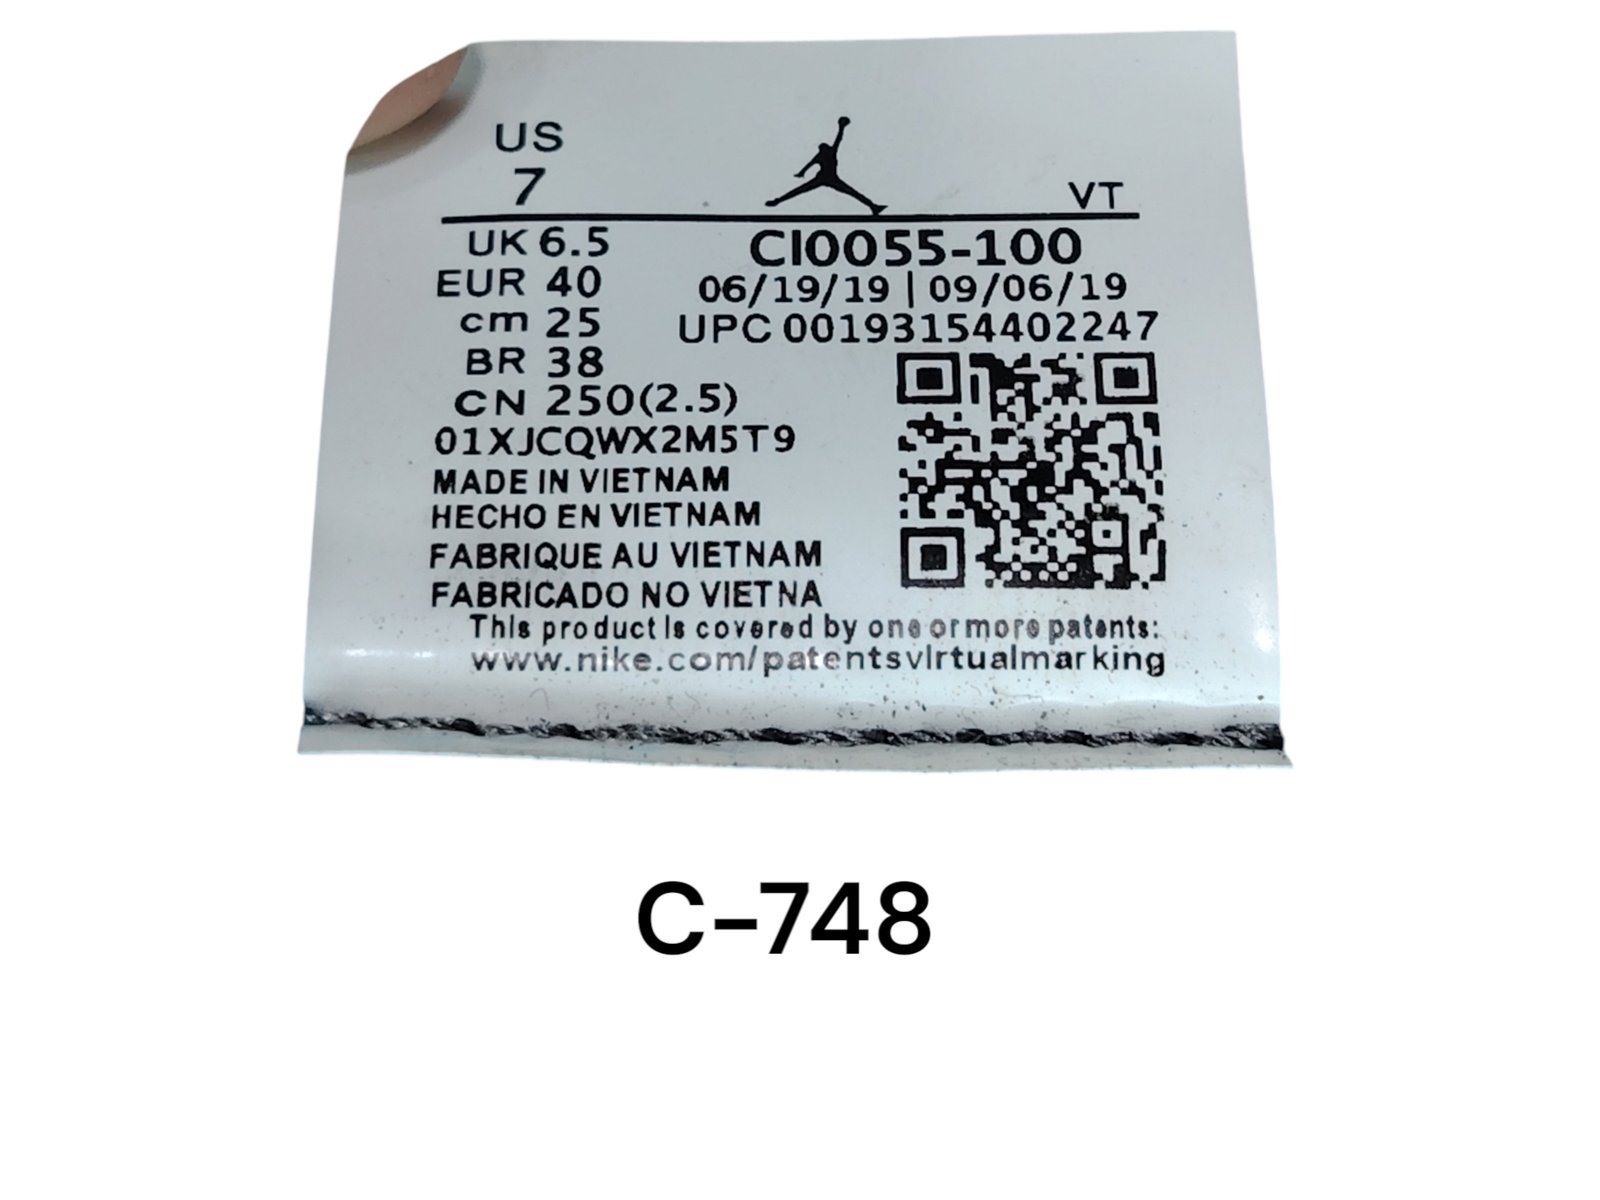 US
7
VT
UK 6.5
CI0055-100
EUR 40
06/19/19 | 09/06/19
cm 25
UPC 00193154402247
BR 38
CN 250(2.5)
01XJCQWX2M5T9
MADE IN VIETNAM
HECHO EN VIETNAM
FABRIQUE AU VIETNAM
FABRICADO NO VIETNA
This product is covered by one or more patents:
www.nike.com/patentsvirtualmarking
C-748